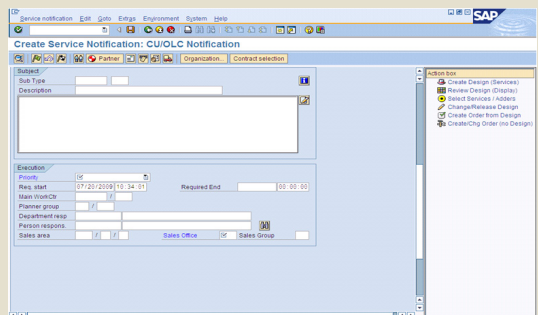 Service notification Edit Goto Extras Environment System Help
SAP
Create Service Notification: CU/OLC Notification
Partner Organization... Contract selection
Subject
Sub Type
Description
Execution
Priority
Req. start 07/20/2009 10:34:01 Required End 00:00:00
Main WorkCtr /
Planner group /
Department resp
Person respons.
Sales area / / Sales Office Sales Group
Action box
Create Design (Services)
Review Design (Display)
Select Services / Adders
Change/Release Design
Create Order from Design
Create/Chg Order (no Design)